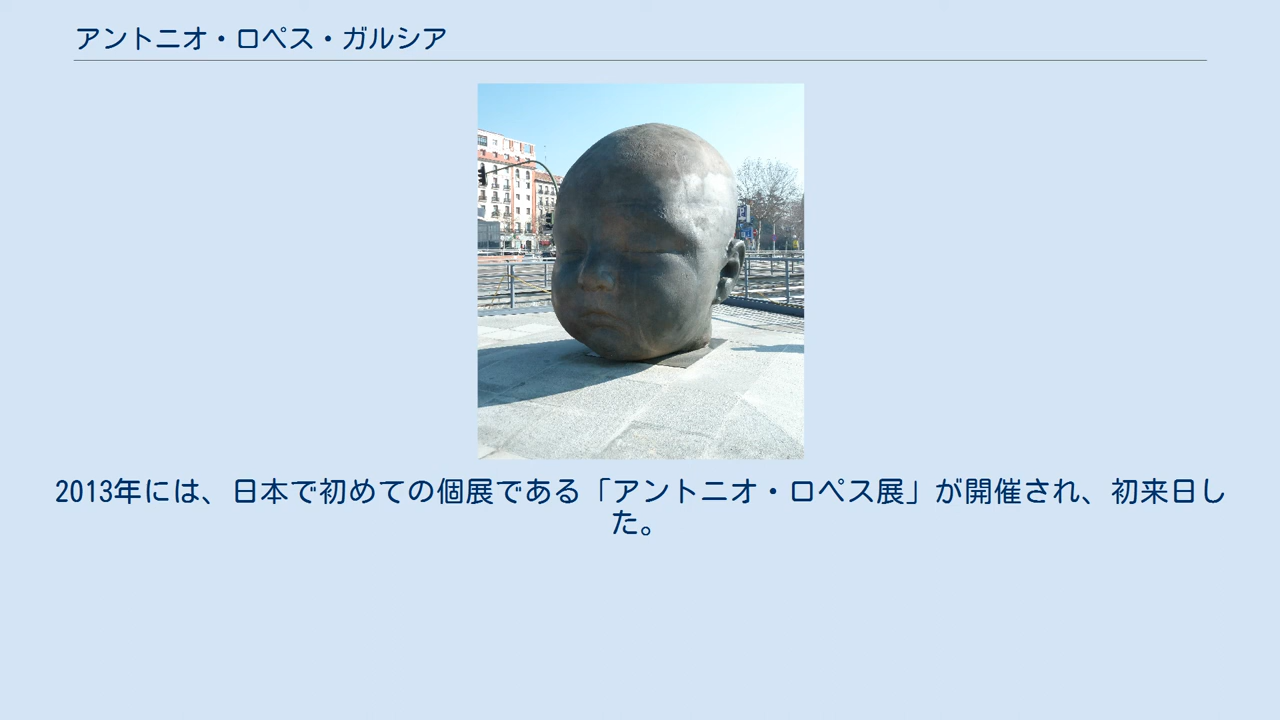 アントニオ・ロペス・ガルシア
2013年には、日本で初めての個展である「アントニオ・ロペス展」が開催され、初来日し
た。